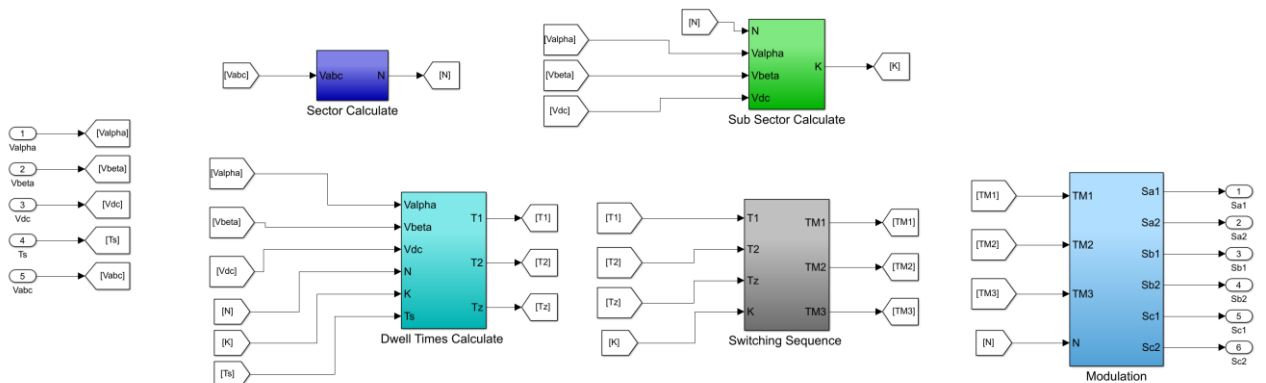 1
Valpha
[Valpha]
2
Vbeta
[Vbeta]
3
Vdc
[Vdc]
4
Ts
[Ts]
5
Vabc
[Vabc]
[Vabc]
Vabc
N
[N]
Sector Calculate
[N]
[Valpha]
[Vbeta]
[Vdc]
N
Valpha
Vbeta
Vdc
K
[K]
Sub Sector Calculate
[Valpha]
[Vbeta]
[Vdc]
[N]
[K]
[Ts]
Valpha
Vbeta
Vdc
N
K
Ts
T1
T2
Tz
[T1]
[T2]
[Tz]
Dwell Times Calculate
[T1]
[T2]
[Tz]
[K]
T1
T2
Tz
K
TM1
TM2
TM3
[TM1]
[TM2]
[TM3]
Switching Sequence
[TM1]
[TM2]
[TM3]
[N]
TM1
TM2
TM3
N
Sa1
Sa2
Sb1
Sb2
Sc1
Sc2
1
Sa1
2
Sa2
3
Sb1
4
Sb2
5
Sc1
6
Sc2
Modulation